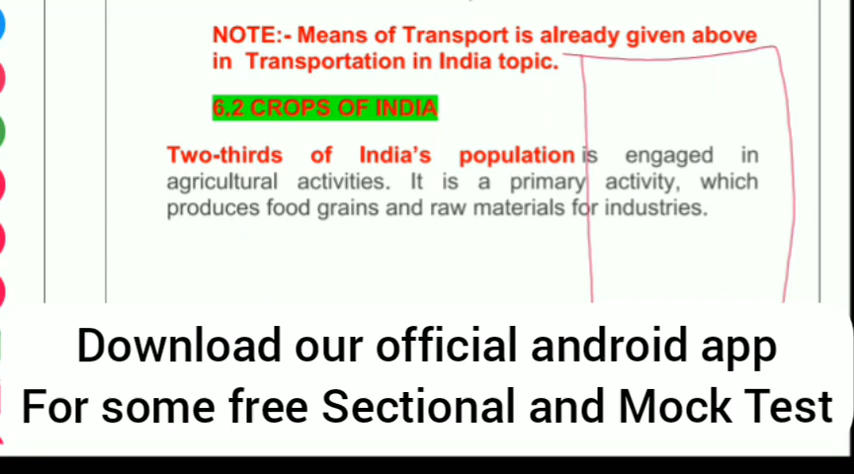 NOTE:- Means of Transport is already given above
in Transportation in India topic.
6.2 CROPS OF INDIA
Two-thirds of India's population is engaged in
agricultural activities. It is a primary activity, which
produces food grains and raw materials for industries.
Download our official android app
For some free Sectional and Mock Test